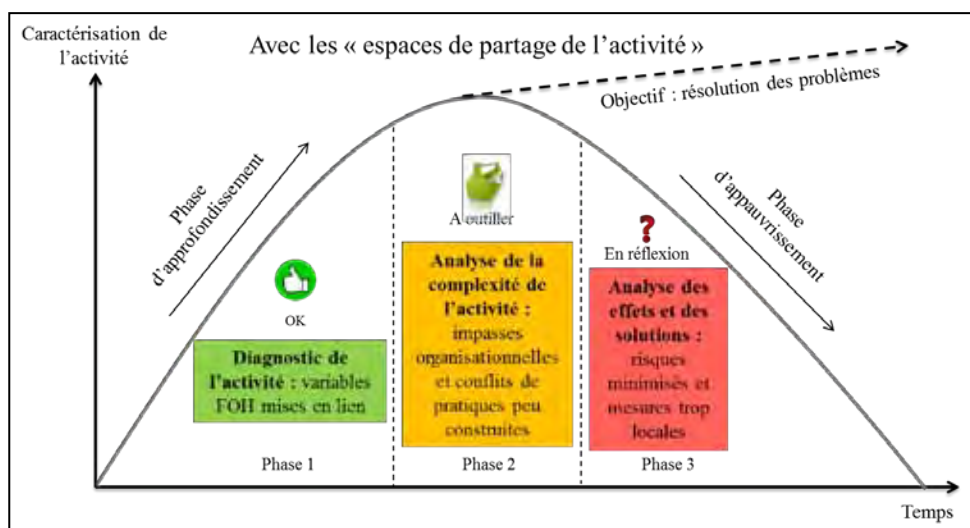 Caractérisation de
l'activité
Avec les « espaces de partage de l'activité »
Objectif : résolution des problèmes
Phase
d'approfondissement
Phase
d'appauvrissement
OK
Diagnostic de
l'activité : variables
FOH mises en lien
Phase 1
A outiller
Analyse de la
complexité de
l'activité :
impasses
organisationnelles
et conflits de
pratiques peu
construites
Phase 2
?
En réflexion
Analyse des
effets et des
solutions :
risques
minimisés et
mesures trop
locales
Phase 3
Temps